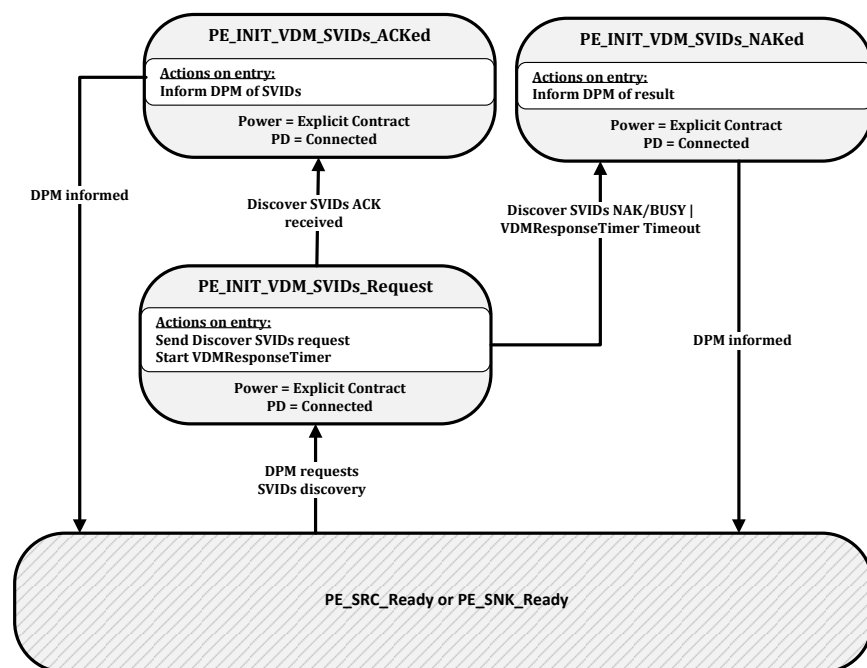 PE_INIT_VDM_SVIDs_ACKed
Actions on entry:
Inform DPM of SVIDs
Power = Explicit Contract
PD = Connected
PE_INIT_VDM_SVIDs_NAKed
Actions on entry:
Inform DPM of result
Power = Explicit Contract
PD = Connected
DPM informed
Discover SVIDs ACK
received
Discover SVIDs NAK/BUSY |
VDMResponseTimer Timeout
PE_INIT_VDM_SVIDs_Request
Actions on entry:
Send Discover SVIDs request
Start VDMResponseTimer
Power = Explicit Contract
PD = Connected
DPM informed
DPM requests
SVIDs discovery
PE_SRC_Ready or PE_SNK_Ready